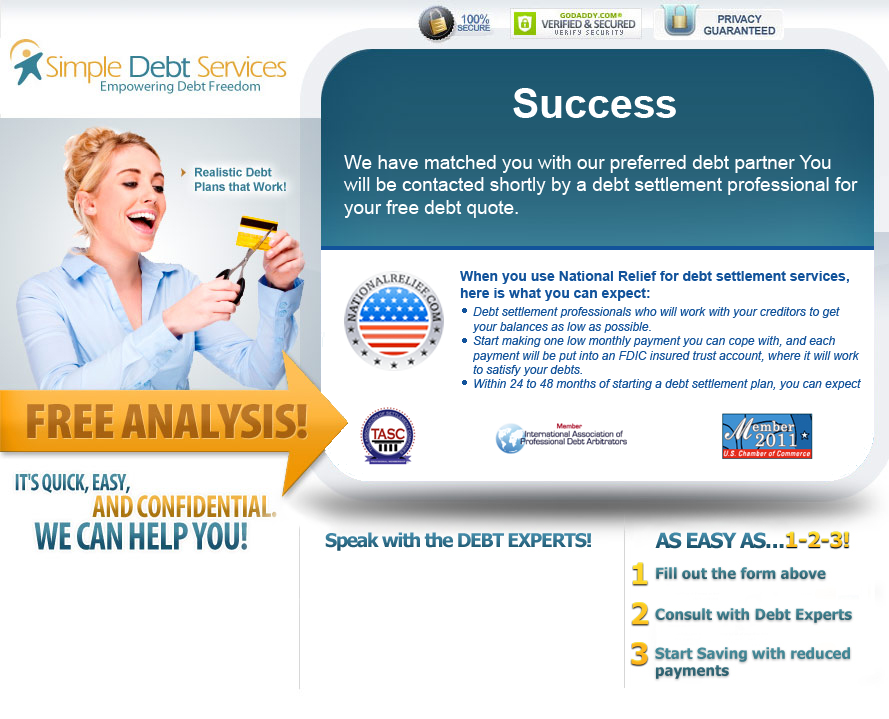 100%
SECURE
GODADDY.COM®
VERIFIED & SECURED
VERIFY SECURITY
PRIVACY
GUARANTEED
Simple Debt Services
Empowering Debt Freedom
Realistic Debt
Plans that Work!
Success
We have matched you with our preferred debt partner You
will be contacted shortly by a debt settlement professional for
your free debt quote.
NATIONALRELIEF.COM
When you use National Relief for debt settlement services,
here is what you can expect:
• Debt settlement professionals who will work with your creditors to get
your balances as low as possible.
• Start making one low monthly payment you can cope with, and each
payment will be put into an FDIC insured trust account, where it will work
to satisfy your debts.
• Within 24 to 48 months of starting a debt settlement plan, you can expect
FREE ANALYSIS!
TASC
Member
International Association of
Professional Debt Arbitrators
Member
2011
U.S. Chamber of Commerce
IT'S QUICK, EASY,
AND CONFIDENTIAL.
WE CAN HELP YOU!
Speak with the DEBT EXPERTS!
AS EASY AS...1-2-3!
1 Fill out the form above
2 Consult with Debt Experts
3 Start Saving with reduced
payments